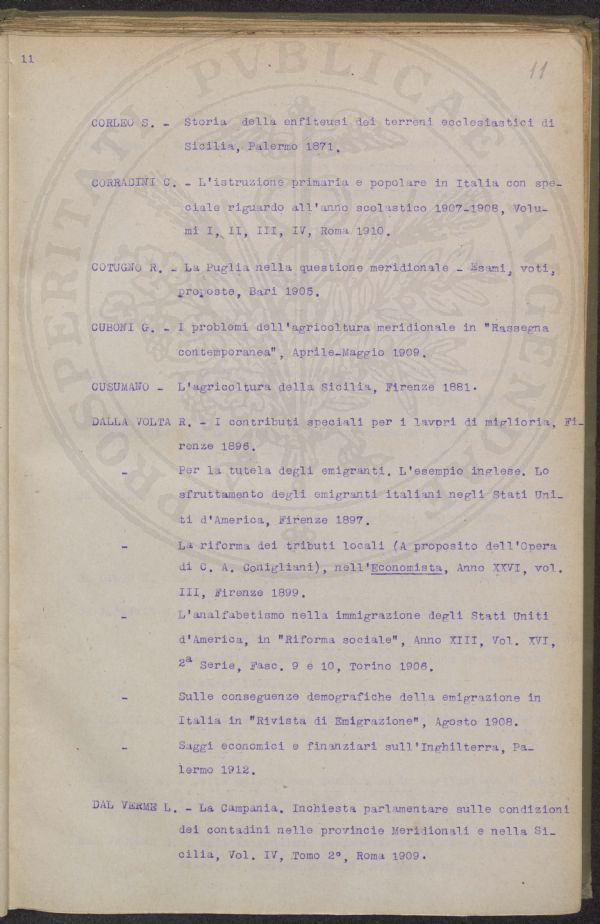 11
11
CORLEO S. - Storia della enfiteusi dei terreni ecclesiastici di
Sicilia, Palermo 1871.
CORRADINI C. - L'istruzione primaria e popolare in Italia con spe-
ciale riguardo all'anno scolastico 1907-1908, Volu-
mi I, II, III, IV, Roma 1910.
COTUGNO R. - La Puglia nella questione meridionale - Esami, voti,
proposte, Bari 1905.
CUBONI G. - I problemi dell'agricoltura meridionale in "Rassegna
contemporanea", Aprile-Maggio 1909.
CUSUMANO - L'agricoltura della Sicilia, Firenze 1881.
DALLA VOLTA R. - I contributi speciali per i lavori di miglioria, Fi-
renze 1896.
- Per la tutela degli emigranti. L'esempio inglese. Lo
sfruttamento degli emigranti italiani negli Stati Uni-
ti d'America, Firenze 1897.
- La riforma dei tributi locali (A proposito dell'Opera
di C. A. Conigliani), nell'Economista, Anno XXVI, vol.
III, Firenze 1899.
- L'analfabetismo nella immigrazione degli Stati Uniti
d'America, in "Riforma sociale", Anno XIII, Vol. XVI,
2ª Serie, Fasc. 9 e 10, Torino 1906.
- Sulle conseguenze demografiche della emigrazione in
Italia in "Rivista di Emigrazione", Agosto 1908.
- Saggi economici e finanziari sull'Inghilterra, Pa-
lermo 1912.
DAL VERME L. - La Campania. Inchiesta parlamentare sulle condizioni
dei contadini nelle provincie Meridionali e nella Si-
cilia, Vol. IV, Tomo 2°, Roma 1909.
PUBLICAE
PROSPERITATI
AUGENDAE